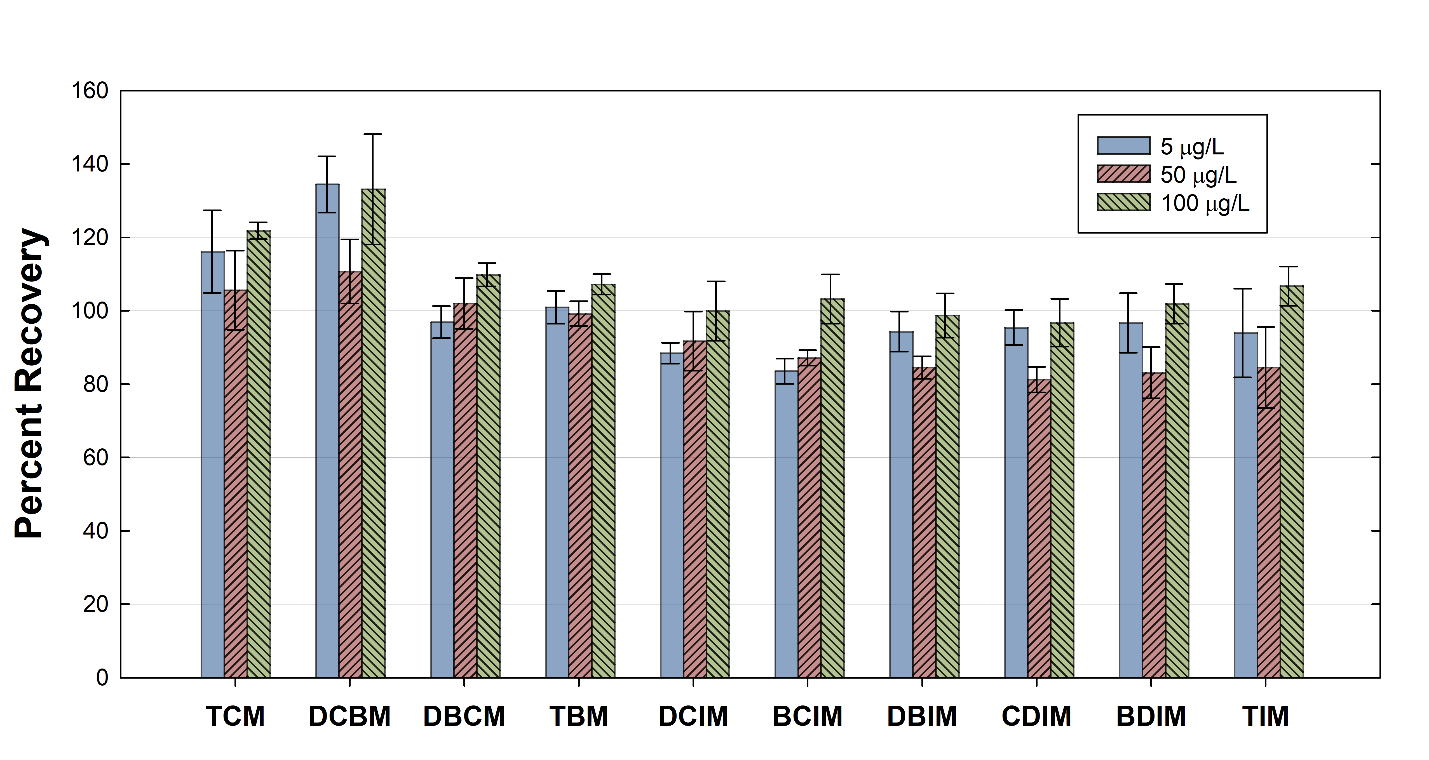 Percent Recovery
160
140
120
100
80
60
40
20
0
5 μg/L
50 μg/L
100 μg/L
TCM DCBM DBCM TBM DCIM BCIM DBIM CDIM BDIM TIM